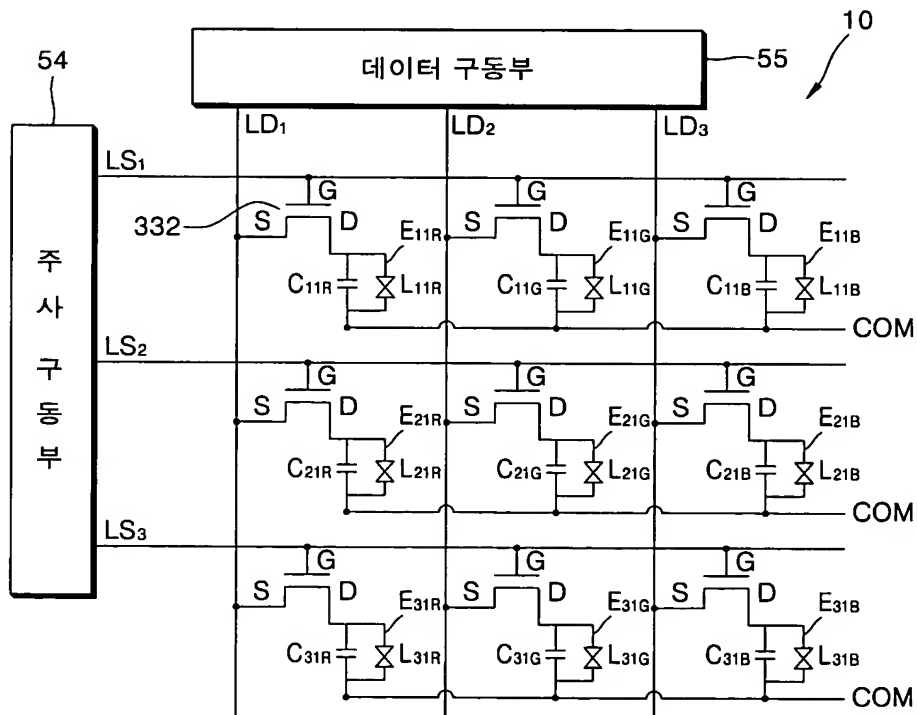 10
54
데이터 구동부
55
LD₁ LD₂ LD₃
주사 구동부
LS₁
G G G
332 S D S D S D
E₁₁R E₁₁G E₁₁B
C₁₁R L₁₁R C₁₁G L₁₁G C₁₁B L₁₁B
COM
LS₂
G G G
S D S D S D
E₂₁R E₂₁G E₂₁B
C₂₁R L₂₁R C₂₁G L₂₁G C₂₁B L₂₁B
COM
LS₃
G G G
S D S D S D
E₃₁R E₃₁G E₃₁B
C₃₁R L₃₁R C₃₁G L₃₁G C₃₁B L₃₁B
COM